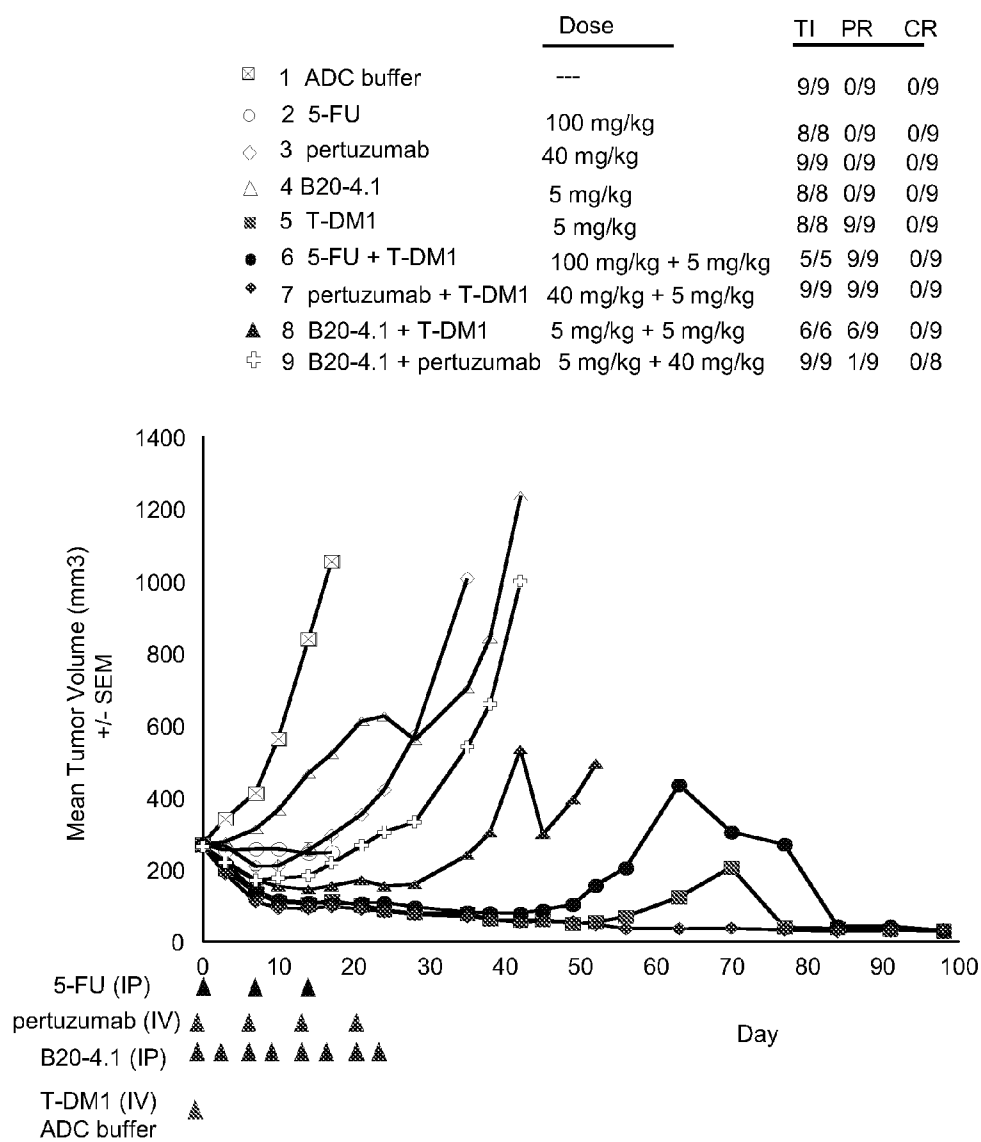 Dose TI PR CR
1 ADC buffer --- 9/9 0/9 0/9
2 5-FU 100 mg/kg 8/8 0/9 0/9
3 pertuzumab 40 mg/kg 9/9 0/9 0/9
4 B20-4.1 5 mg/kg 8/8 0/9 0/9
5 T-DM1 5 mg/kg 8/8 9/9 0/9
6 5-FU + T-DM1 100 mg/kg + 5 mg/kg 5/5 9/9 0/9
7 pertuzumab + T-DM1 40 mg/kg + 5 mg/kg 9/9 9/9 0/9
8 B20-4.1 + T-DM1 5 mg/kg + 5 mg/kg 6/6 6/9 0/9
9 B20-4.1 + pertuzumab 5 mg/kg + 40 mg/kg 9/9 1/9 0/8
Mean Tumor Volume (mm3)
+/- SEM
1400
1200
1000
800
600
400
200
0
0 10 20 30 40 50 60 70 80 90 100
Day
5-FU (IP)
pertuzumab (IV)
B20-4.1 (IP)
T-DM1 (IV)
ADC buffer